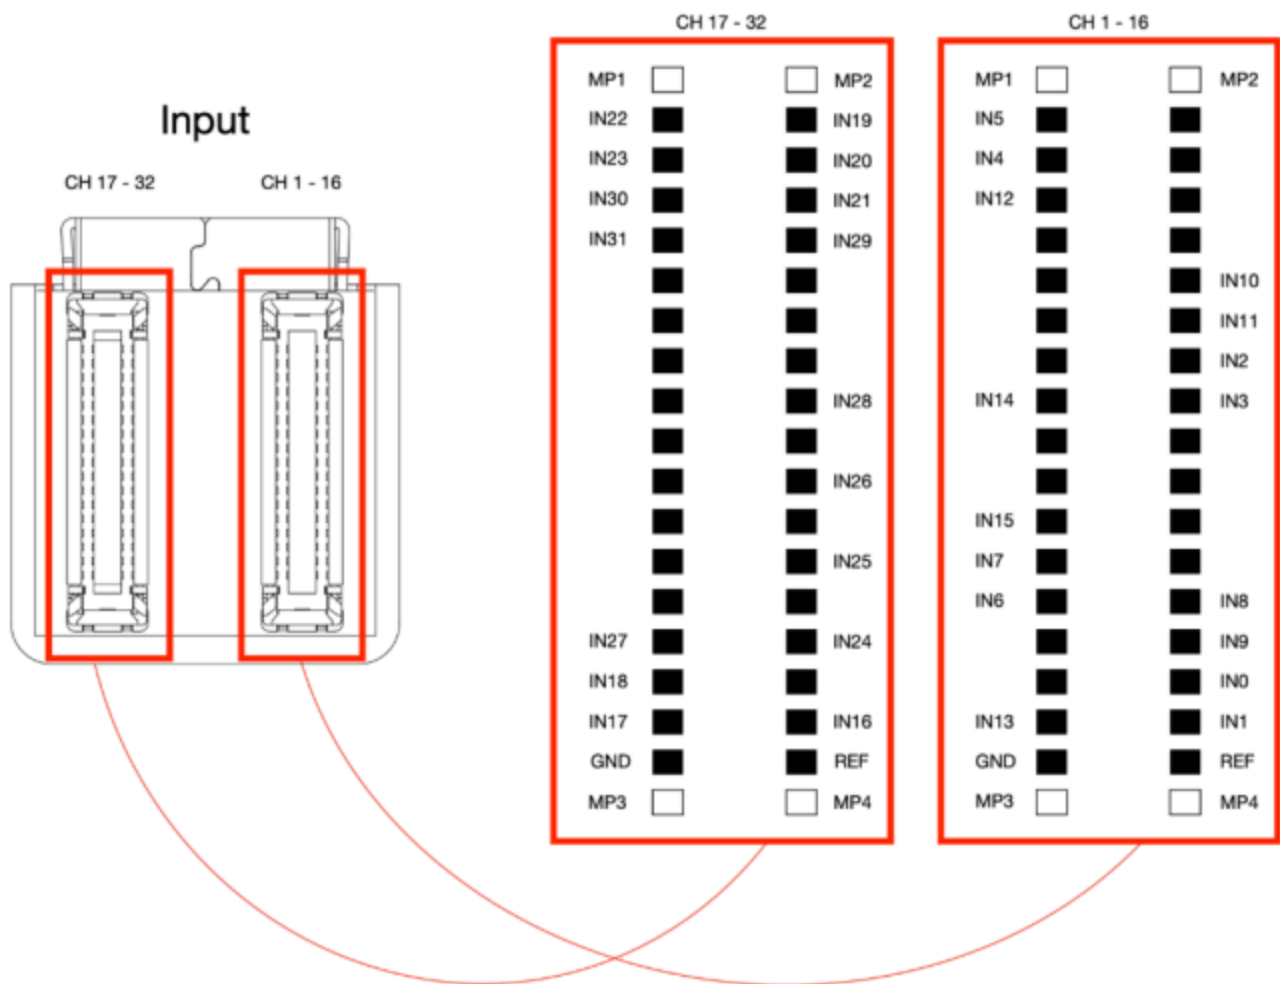 CH 17 - 32
CH 1 - 16
Input
CH 17 - 32
CH 1 - 16
MP1 MP2
IN22 IN19
IN23 IN20
IN30 IN21
IN31 IN29
IN28
IN26
IN25
IN27 IN24
IN18
IN17 IN16
GND REF
MP3 MP4
MP1 MP2
IN5
IN4
IN12
IN10
IN11
IN2
IN14 IN3
IN15
IN7
IN6 IN8
IN9
IN0
IN13 IN1
GND REF
MP3 MP4